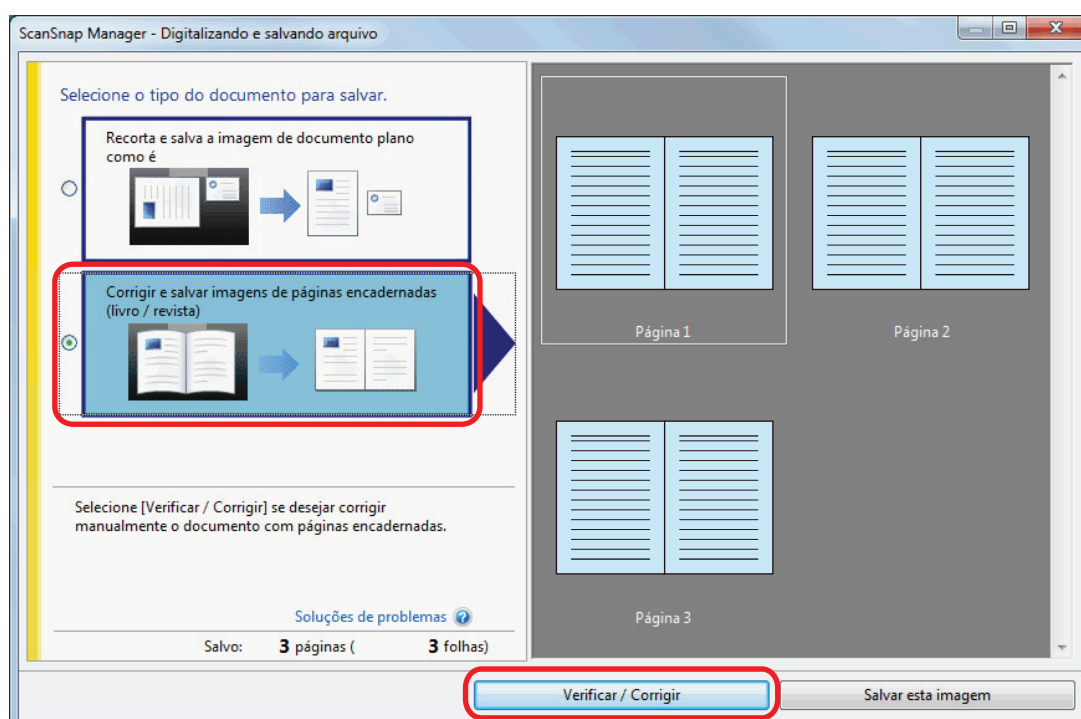 ScanSnap Manager - Digitalizando e salvando arquivo
Selecione o tipo do documento para salvar.
Recorta e salva a imagem de documento plano
como é
Corrigir e salvar imagens de páginas encadernadas
(livro / revista)
Selecione [Verificar / Corrigir] se desejar corrigir
manualmente o documento com páginas encadernadas.
Soluções de problemas
Salvo: 3 páginas ( 3 folhas)
Página 1
Página 2
Página 3
Verificar / Corrigir
Salvar esta imagem